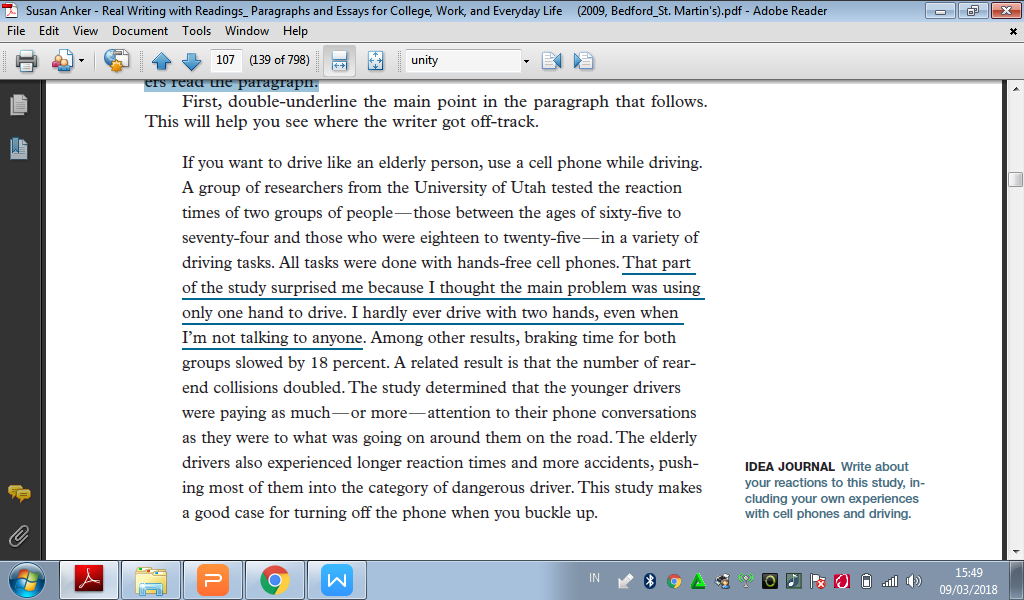 Susan Anker - Real Writing with Readings_ Paragraphs and Essays for College, Work, and Everyday Life (2009, Bedford_St. Martin's).pdf - Adobe Reader
File Edit View Document Tools Window Help
107 (139 of 798) unity
ers read the paragraph.
First, double-underline the main point in the paragraph that follows.
This will help you see where the writer got off-track.
If you want to drive like an elderly person, use a cell phone while driving.
A group of researchers from the University of Utah tested the reaction
times of two groups of people—those between the ages of sixty-five to
seventy-four and those who were eighteen to twenty-five—in a variety of
driving tasks. All tasks were done with hands-free cell phones. That part
of the study surprised me because I thought the main problem was using
only one hand to drive. I hardly ever drive with two hands, even when
I'm not talking to anyone. Among other results, braking time for both
groups slowed by 18 percent. A related result is that the number of rear-
end collisions doubled. The study determined that the younger drivers
were paying as much—or more—attention to their phone conversations
as they were to what was going on around them on the road. The elderly
drivers also experienced longer reaction times and more accidents, push-
ing most of them into the category of dangerous driver. This study makes
a good case for turning off the phone when you buckle up.
IDEA JOURNAL Write about
your reactions to this study, in-
cluding your own experiences
with cell phones and driving.
IN
15:49
09/03/2018